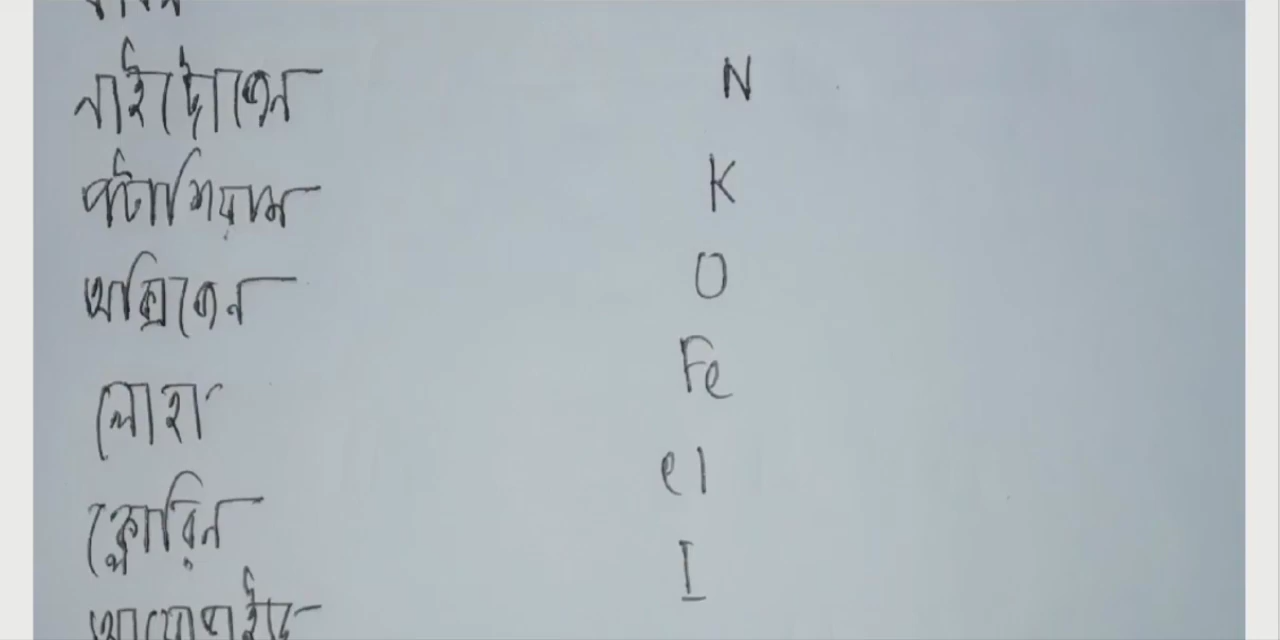 নাইট্রোজেন N
পটাশিয়াম K
অক্সিজেন O
লোহা Fe
ক্লোরিন cl
I